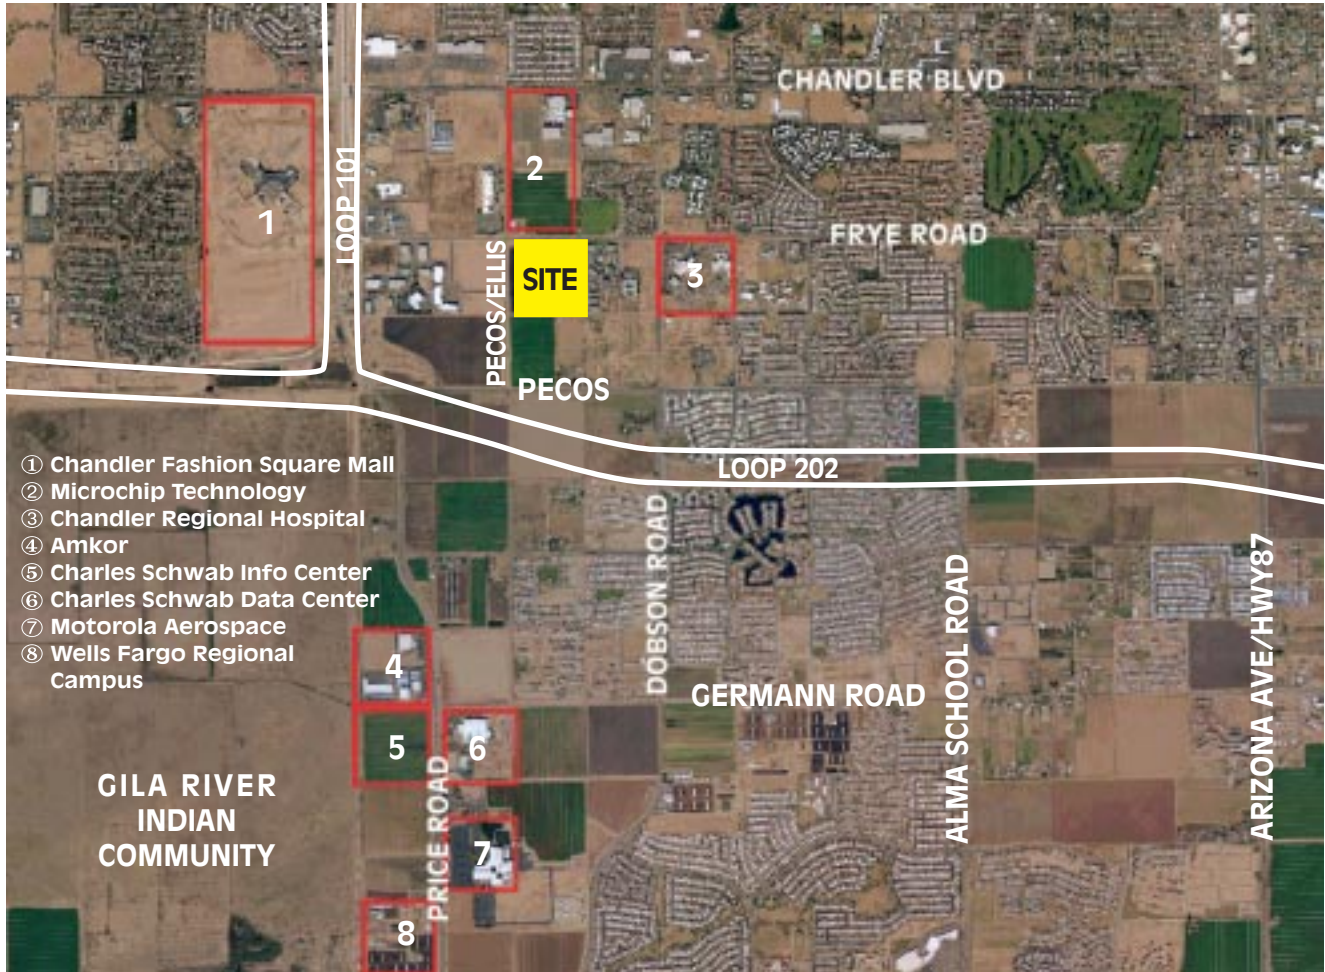 CHANDLER BLVD
LOOP 101
2
1
FRYE ROAD
PECOS/ELLIS
SITE
3
PECOS
LOOP 202
① Chandler Fashion Square Mall
② Microchip Technology
③ Chandler Regional Hospital
④ Amkor
⑤ Charles Schwab Info Center
⑥ Charles Schwab Data Center
⑦ Motorola Aerospace
⑧ Wells Fargo Regional
Campus
DOBSON ROAD
ALMA SCHOOL ROAD
ARIZONA AVE/HWY87
4
GERMANN ROAD
5
6
GILA RIVER
INDIAN
COMMUNITY
PRICE ROAD
7
8